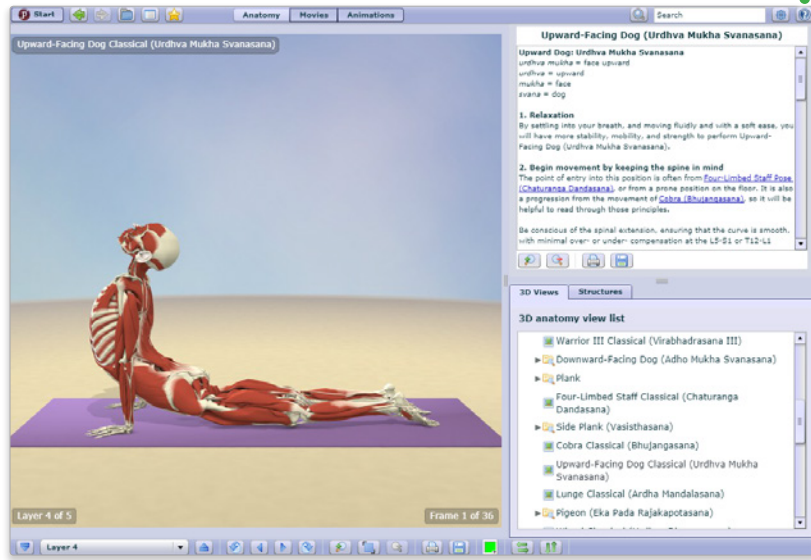 Start
Anatomy
Movies
Animations
Search
Upward-Facing Dog Classical (Urdhva Mukha Svanasana)
Layer 4 of 5
Frame 1 of 36
Layer 4
Upward-Facing Dog (Urdhva Mukha Svanasana)
Upward Dog: Urdhva Mukha Svanasana
urdhva mukha = face upward
urdhva = upward
mukha = face
svana = dog
1. Relaxation
By settling into your breath, and moving fluidly and with a soft ease, you
will have more stability, mobility, and strength to perform Upward-
Facing Dog (Urdhva Mukha Svanasana).
2. Begin movement by keeping the spine in mind
The point of entry into this position is often from Four-Limbed Staff Pose
(Chaturanga Dandasana), or from a prone position on the floor. It is also
a progression from the movement of Cobra (Bhujangasana), so it will be
helpful to read through those principles.
Be conscious of the spinal extension, ensuring that the curve is smooth,
with minimal over- or under- compensation at the L5-S1 or T12-L1
3D Views
Structures
3D anatomy view list
Warrior III Classical (Virabhadrasana III)
Downward-Facing Dog (Adho Mukha Svanasana)
Plank
Four-Limbed Staff Classical (Chaturanga
Dandasana)
Side Plank (Vasisthasana)
Cobra Classical (Bhujangasana)
Upward-Facing Dog Classical (Urdhva Mukha
Svanasana)
Lunge Classical (Ardha Mandalasana)
Pigeon (Eka Pada Rajakapotasana)